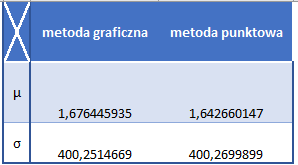 metoda graficzna metoda punktowa
μ 1,676445935 1,642660147
σ 400,2514669 400,2699899